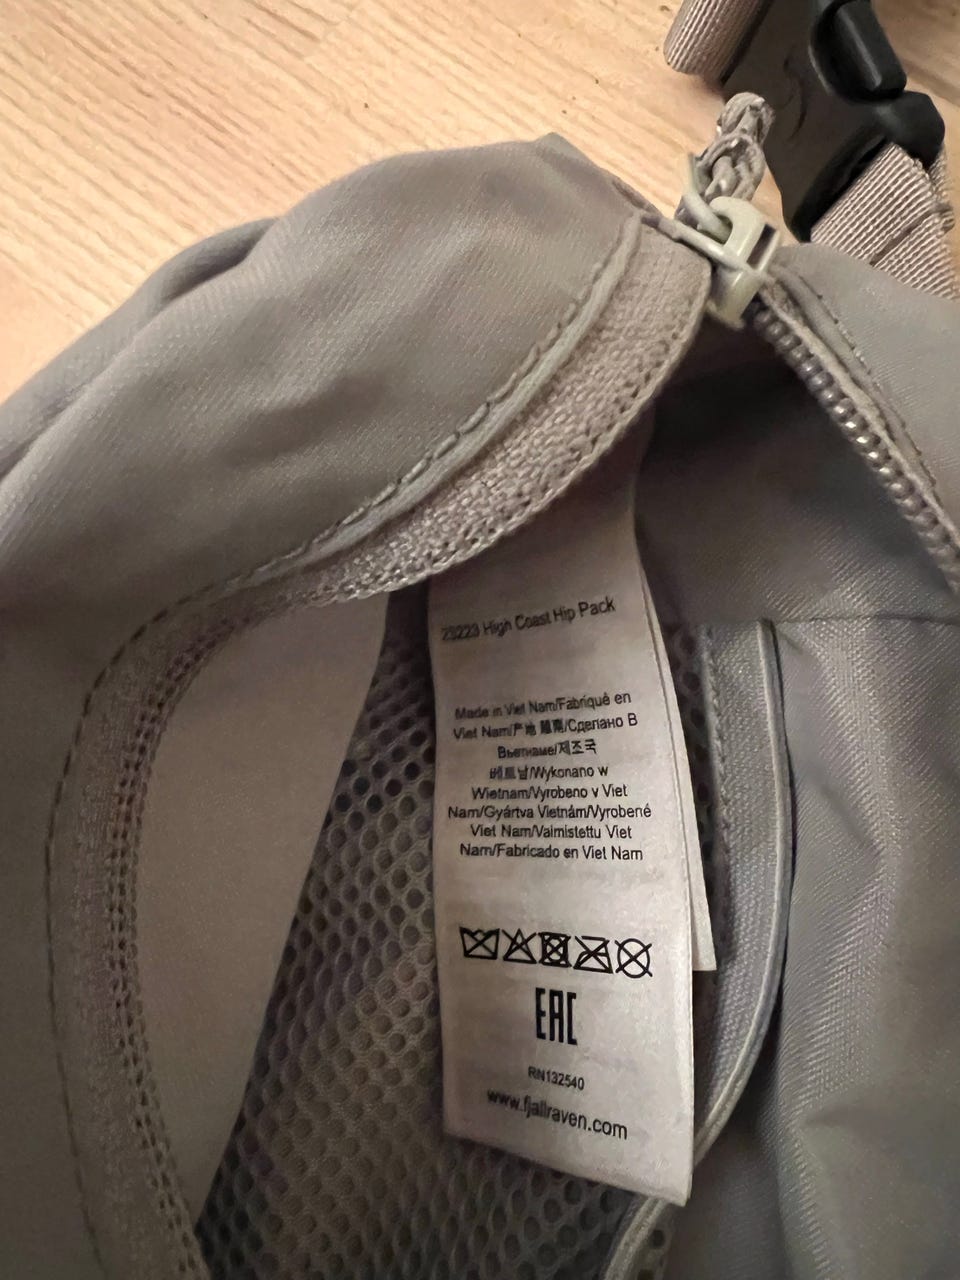 23223 High Coast Hip Pack
Made in Viet Nam/Fabriqué en
Viet Nam/产地 越南/Сделано В
Вьетнаме/제조국
베트남/Wykonano w
Wietnam/Vyrobeno v Viet
Nam/Gyártva Vietnám/Vyrobené
Viet Nam/Valmistettu Viet
Nam/Fabricado en Viet Nam
EAC
RN132540
www.fjallraven.com